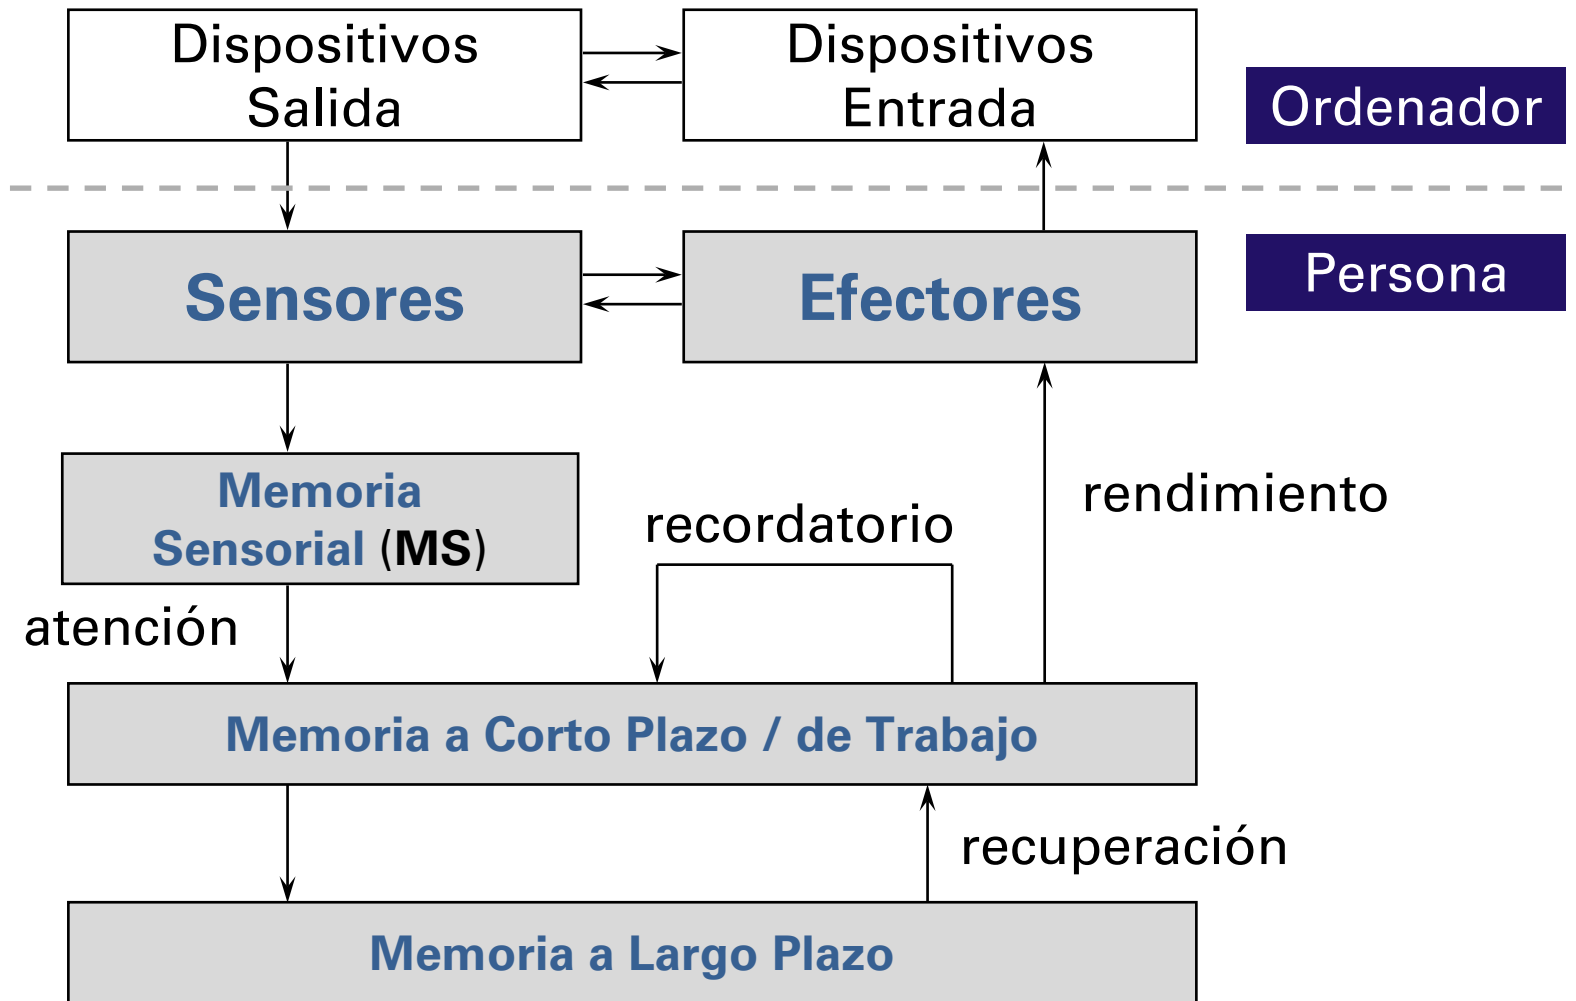 Dispositivos
Salida
Dispositivos
Entrada
Ordenador
Sensores
Efectores
Persona
Memoria
Sensorial (MS)
rendimiento
recordatorio
atención
Memoria a Corto Plazo / de Trabajo
recuperación
Memoria a Largo Plazo